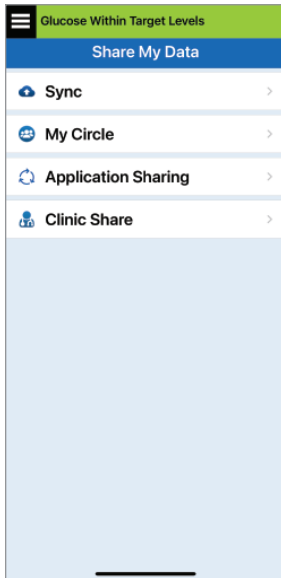 Glucose Within Target Levels
Share My Data
Sync
My Circle
Application Sharing
Clinic Share